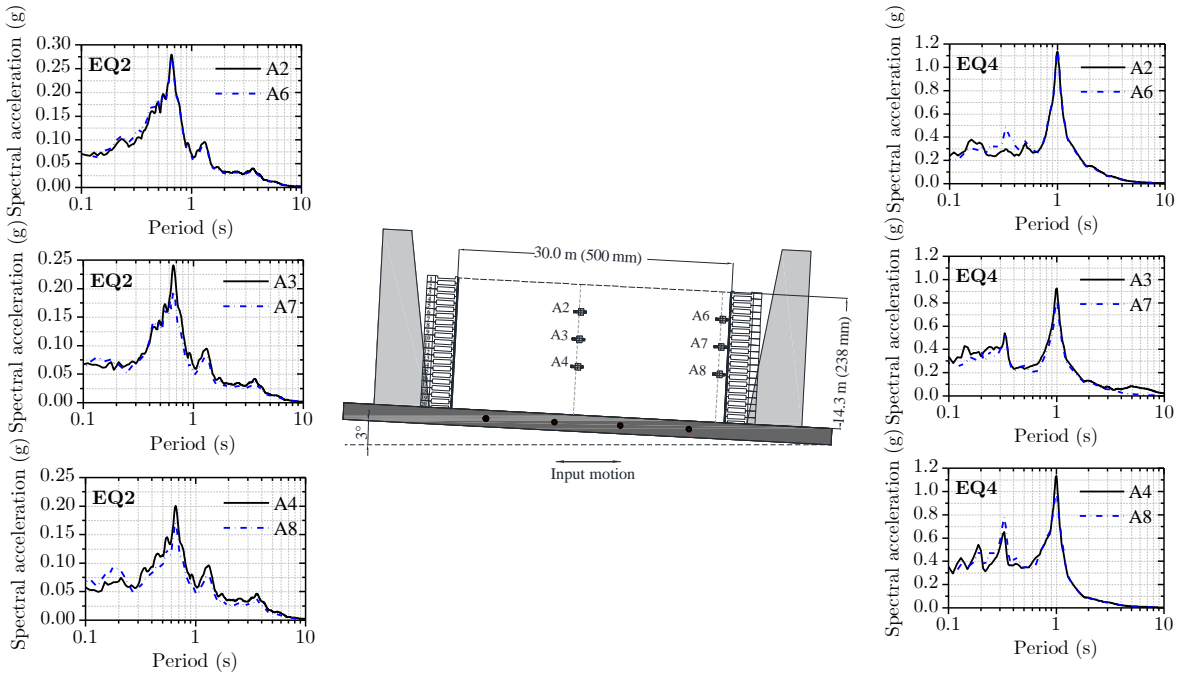 Spectral acceleration (g)
0.30
0.25
0.20
0.15
0.10
0.05
0.00
EQ2
A2
A6
0.1
1
10
Period (s)
Spectral acceleration (g)
0.25
0.20
0.15
0.10
0.05
0.00
EQ2
A3
A7
0.1
1
10
Period (s)
Spectral acceleration (g)
0.25
0.20
0.15
0.10
0.05
0.00
EQ2
A4
A8
0.1
1
10
Period (s)
30.0 m (500 mm)
A2
A3
A4
A6
A7
A8
14.3 m (238 mm)
3°
Input motion
Spectral acceleration (g)
1.2
1.0
0.8
0.6
0.4
0.2
0.0
EQ4
A2
A6
0.1
1
10
Period (s)
Spectral acceleration (g)
1.2
1.0
0.8
0.6
0.4
0.2
0.0
EQ4
A3
A7
0.1
1
10
Period (s)
Spectral acceleration (g)
1.2
1.0
0.8
0.6
0.4
0.2
0.0
EQ4
A4
A8
0.1
1
10
Period (s)